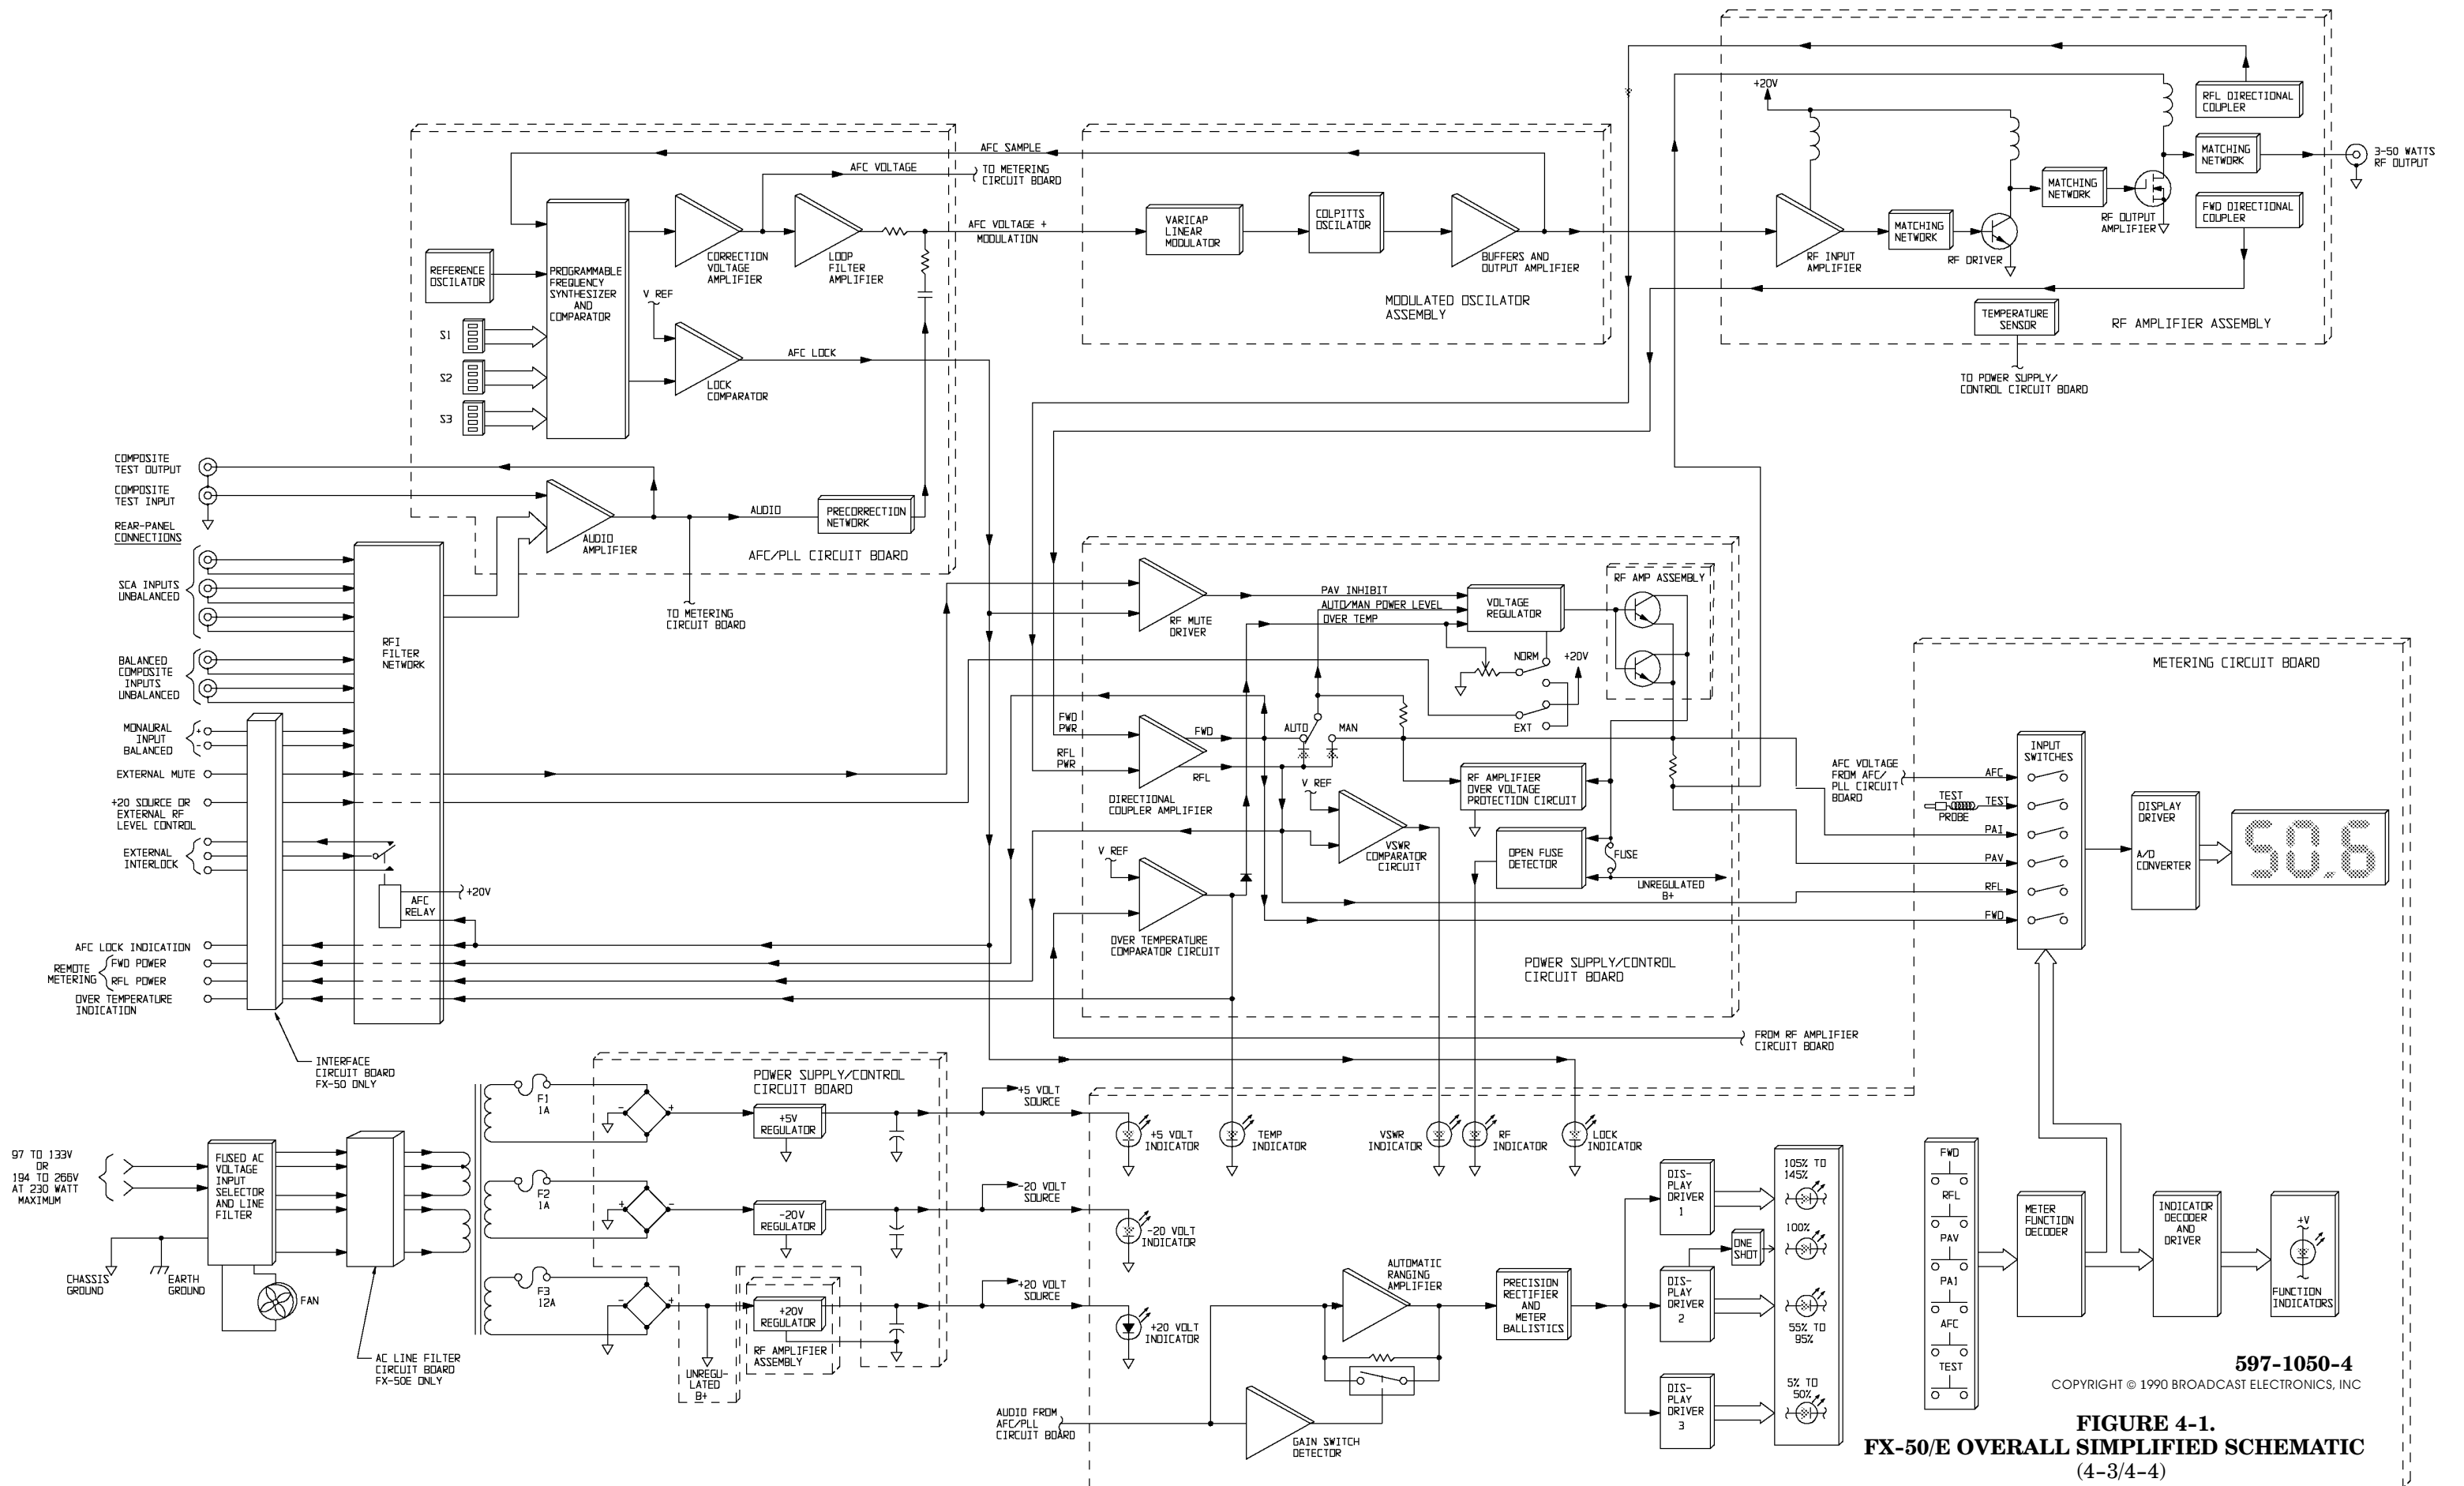 +20V
RFL DIRECTIONAL
COUPLER
MATCHING
NETWORK
3-50 WATTS
RF OUTPUT
MATCHING
NETWORK
FWD DIRECTIONAL
COUPLER
RF OUTPUT
AMPLIFIER
MATCHING
NETWORK
RF DRIVER
RF INPUT
AMPLIFIER
TEMPERATURE
SENSOR
RF AMPLIFIER ASSEMBLY
TO POWER SUPPLY/
CONTROL CIRCUIT BOARD
AFC SAMPLE
AFC VOLTAGE
TO METERING
CIRCUIT BOARD
AFC VOLTAGE +
MODULATION
VARICAP
LINEAR
MODULATOR
COLPITTS
OSCILATOR
BUFFERS AND
OUTPUT AMPLIFIER
MODULATED OSCILATOR
ASSEMBLY
REFERENCE
OSCILATOR
PROGRAMMABLE
FREQUENCY
SYNTHESIZER
AND
COMPARATOR
CORRECTION
VOLTAGE
AMPLIFIER
LOOP
FILTER
AMPLIFIER
V REF
S1
S2
S3
LOCK
COMPARATOR
AFC LOCK
COMPOSITE
TEST OUTPUT
COMPOSITE
TEST INPUT
REAR-PANEL
CONNECTIONS
AUDIO
AMPLIFIER
AUDIO
PRECORRECTION
NETWORK
AFC/PLL CIRCUIT BOARD
TO METERING
CIRCUIT BOARD
SCA INPUTS
UNBALANCED
RFI
FILTER
NETWORK
BALANCED
COMPOSITE
INPUTS
UNBALANCED
MONAURAL
INPUT
BALANCED
+
-
EXTERNAL MUTE
+20 SOURCE OR
EXTERNAL RF
LEVEL CONTROL
EXTERNAL
INTERLOCK
AFC
RELAY
+20V
AFC LOCK INDICATION
REMOTE
METERING
FWD POWER
RFL POWER
OVER TEMPERATURE
INDICATION
INTERFACE
CIRCUIT BOARD
FX-50 ONLY
RF MUTE
DRIVER
PAV INHIBIT
AUTO/MAN POWER LEVEL
OVER TEMP
VOLTAGE
REGULATOR
RF AMP ASSEMBLY
NORM
+20V
EXT
FWD
PWR
RFL
PWR
FWD
RFL
DIRECTIONAL
COUPLER AMPLIFIER
AUTO
MAN
V REF
VSWR
COMPARATOR
CIRCUIT
RF AMPLIFIER
OVER VOLTAGE
PROTECTION CIRCUIT
OPEN FUSE
DETECTOR
FUSE
UNREGULATED
B+
V REF
OVER TEMPERATURE
COMPARATOR CIRCUIT
POWER SUPPLY/CONTROL
CIRCUIT BOARD
FROM RF AMPLIFIER
CIRCUIT BOARD
METERING CIRCUIT BOARD
AFC VOLTAGE
FROM AFC/
PLL CIRCUIT
BOARD
TEST
PROBE
INPUT
SWITCHES
AFC
TEST
PAI
PAV
RFL
FWD
DISPLAY
DRIVER
A/D
CONVERTER
50.6
97 TO 133V
OR
194 TO 266V
AT 230 WATT
MAXIMUM
FUSED AC
VOLTAGE
INPUT
SELECTOR
AND LINE
FILTER
CHASSIS
GROUND
EARTH
GROUND
FAN
AC LINE FILTER
CIRCUIT BOARD
FX-50E ONLY
F1
1A
F2
1A
F3
12A
-
+
+
-
-
+
POWER SUPPLY/CONTROL
CIRCUIT BOARD
+5V
REGULATOR
-20V
REGULATOR
+20V
REGULATOR
RF AMPLIFIER
ASSEMBLY
UNREGU-
LATED
B+
+5 VOLT
SOURCE
-20 VOLT
SOURCE
+20 VOLT
SOURCE
+5 VOLT
INDICATOR
-20 VOLT
INDICATOR
+20 VOLT
INDICATOR
TEMP
INDICATOR
VSWR
INDICATOR
RF
INDICATOR
LOCK
INDICATOR
AUDIO FROM
AFC/PLL
CIRCUIT BOARD
GAIN SWITCH
DETECTOR
AUTOMATIC
RANGING
AMPLIFIER
PRECISION
RECTIFIER
AND
METER
BALLISTICS
DIS-
PLAY
DRIVER
1
ONE
SHOT
DIS-
PLAY
DRIVER
2
DIS-
PLAY
DRIVER
3
105% TO
145%
100%
55% TO
95%
5% TO
50%
FWD
RFL
PAV
PAI
AFC
TEST
METER
FUNCTION
DECODER
INDICATOR
DECODER
AND
DRIVER
+V
FUNCTION
INDICATORS
597-1050-4
COPYRIGHT © 1990 BROADCAST ELECTRONICS, INC
FIGURE 4-1.
FX-50/E OVERALL SIMPLIFIED SCHEMATIC
(4-3/4-4)